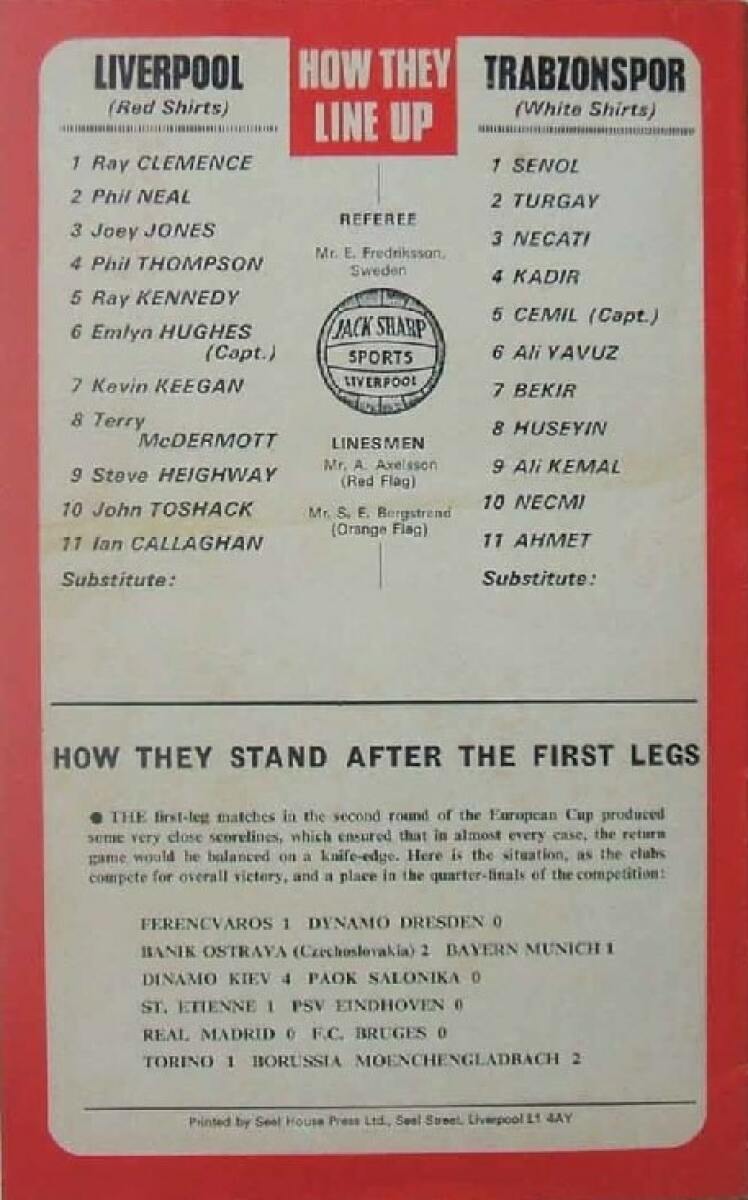 LIVERPOOL
(Red Shirts)
1 Ray CLEMENCE
2 Phil NEAL
3 Joey JONES
4 Phil THOMPSON
5 Ray KENNEDY
6 Emlyn HUGHES
(Capt.)
7 Kevin KEEGAN
8 Terry
McDERMOTT
9 Steve HEIGHWAY
10 John TOSHACK
11 Ian CALLAGHAN
Substitute:
HOW THEY
LINE UP
REFEREE
Mr. E. Fredriksson,
Sweden
JACK SHARP
SPORTS
LIVERPOOL
LINESMEN
Mr. A. Axelsson
(Red Flag)
Mr. S. E. Bergstrend
(Orange Flag)
TRABZONSPOR
(White Shirts)
1 SENOL
2 TURGAY
3 NECATI
4 KADIR
5 CEMIL (Capt.)
6 Ali YAVUZ
7 BEKIR
8 HUSEYIN
9 Ali KEMAL
10 NECMI
11 AHMET
Substitute:
HOW THEY STAND AFTER THE FIRST LEGS
● THE first-leg matches in the second round of the European Cup produced
some very close scorelines, which ensured that in almost every case, the return
game would be balanced on a knife-edge. Here is the situation, as the clubs
compete for overall victory, and a place in the quarter-finals of the competition:
FERENCVAROS 1 DYNAMO DRESDEN 0
BANIK OSTRAVA (Czechoslovakia) 2 BAYERN MUNICH 1
DINAMO KIEV 4 PAOK SALONIKA 0
ST. ETIENNE 1 PSV EINDHOVEN 0
REAL MADRID 0 F.C. BRUGES 0
TORINO 1 BORUSSIA MOENCHENGLADBACH 2
Printed by Seel House Press Ltd., Seel Street, Liverpool L1 4AY